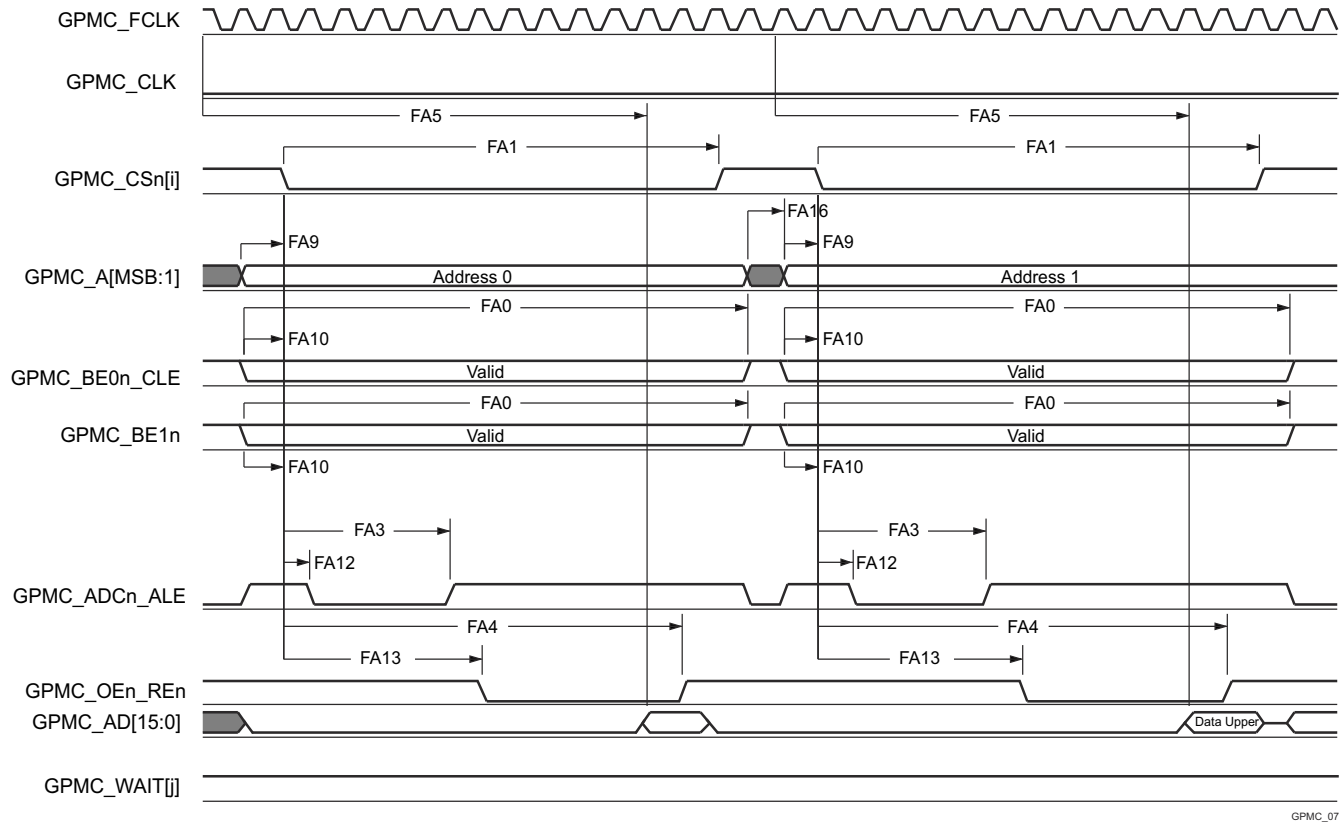 GPMC_FCLK
GPMC_CLK
FA5 FA5
FA1 FA1
GPMC_CSn[i]
FA16
FA9 FA9
GPMC_A[MSB:1] Address 0 Address 1
FA0 FA0
FA10 FA10
GPMC_BE0n_CLE Valid Valid
FA0 FA0
GPMC_BE1n Valid Valid
FA10 FA10
FA3 FA3
FA12 FA12
GPMC_ADCn_ALE
FA4 FA4
FA13 FA13
GPMC_OEn_REn
GPMC_AD[15:0] Data Upper
GPMC_WAIT[j]
GPMC_07